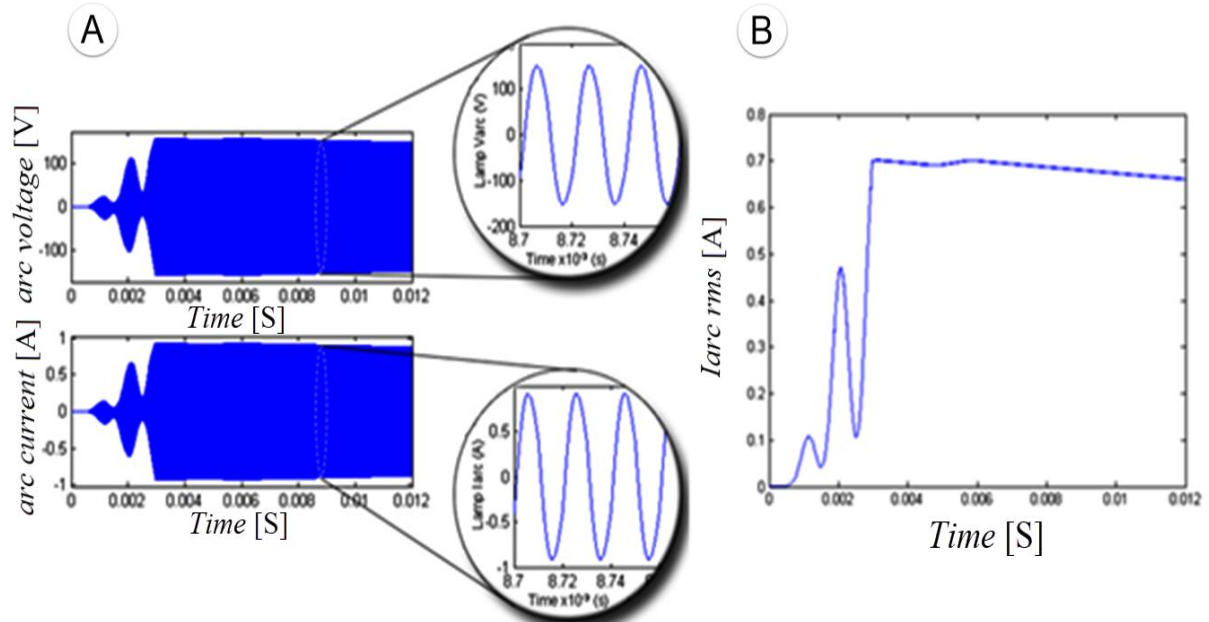 A
B
arc voltage [V]
100
0
-100
0 0.002 0.004 0.006 0.008 0.01 0.012
Time [S]
Lamp Varc (V)
100
0
-100
-200
8.7 8.72 8.74
Time x10⁻³ (s)
arc current [A]
1
0.5
0
-0.5
-1
0 0.002 0.004 0.006 0.008 0.01 0.012
Time [S]
Lamp Iarc (A)
0.5
0
-0.5
-1
8.7 8.72 8.74
Time x10⁻³ (s)
Iarc rms [A]
0.8
0.7
0.6
0.5
0.4
0.3
0.2
0.1
0
0 0.002 0.004 0.006 0.008 0.01 0.012
Time [S]